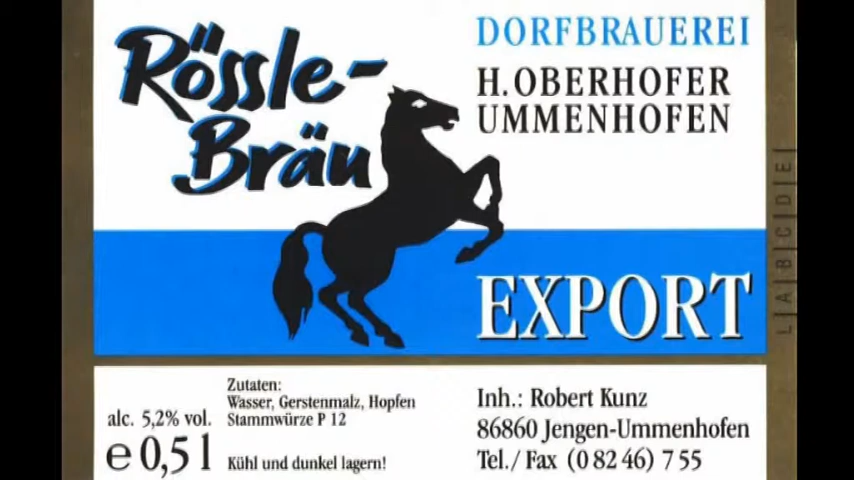 Rössle-
Bräu
DORFBRAUEREI
H. OBERHOFER
UMMENHOFEN
EXPORT
alc. 5,2% vol.
e 0,5 l
Zutaten:
Wasser, Gerstenmalz, Hopfen
Stammwürze P 12
Kühl und dunkel lagern!
Inh.: Robert Kunz
86860 Jengen-Ummenhofen
Tel./ Fax (0 82 46) 7 55
L|A|B|C|D|E